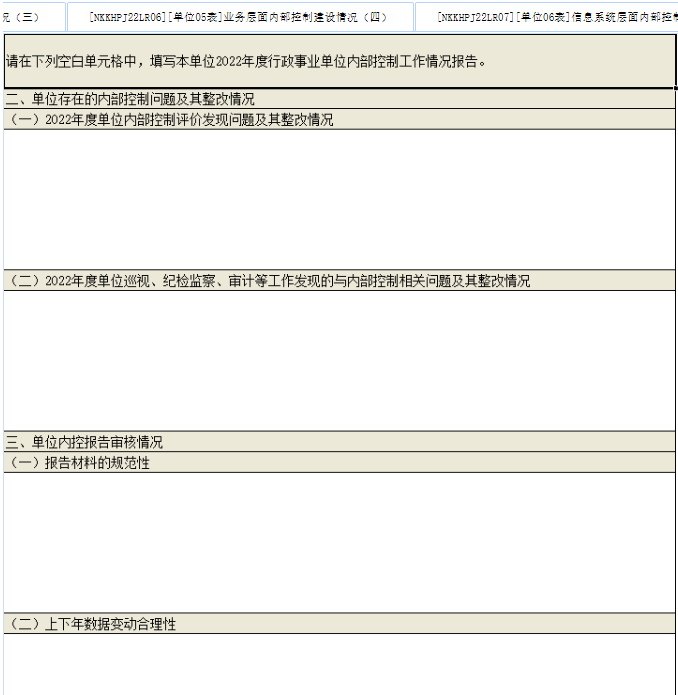 况（三）
[NKKHPJ22LR06][单位05表]业务层面内部控制建设情况（四）
[NKKHPJ22LR07][单位06表]信息系统层面内部控制
请在下列空白单元格中，填写本单位2022年度行政事业单位内部控制工作情况报告。
二、单位存在的内部控制问题及其整改情况
（一）2022年度单位内部控制评价发现问题及其整改情况
（二）2022年度单位巡视、纪检监察、审计等工作发现的与内部控制相关问题及其整改情况
三、单位内控报告审核情况
（一）报告材料的规范性
（二）上下年数据变动合理性